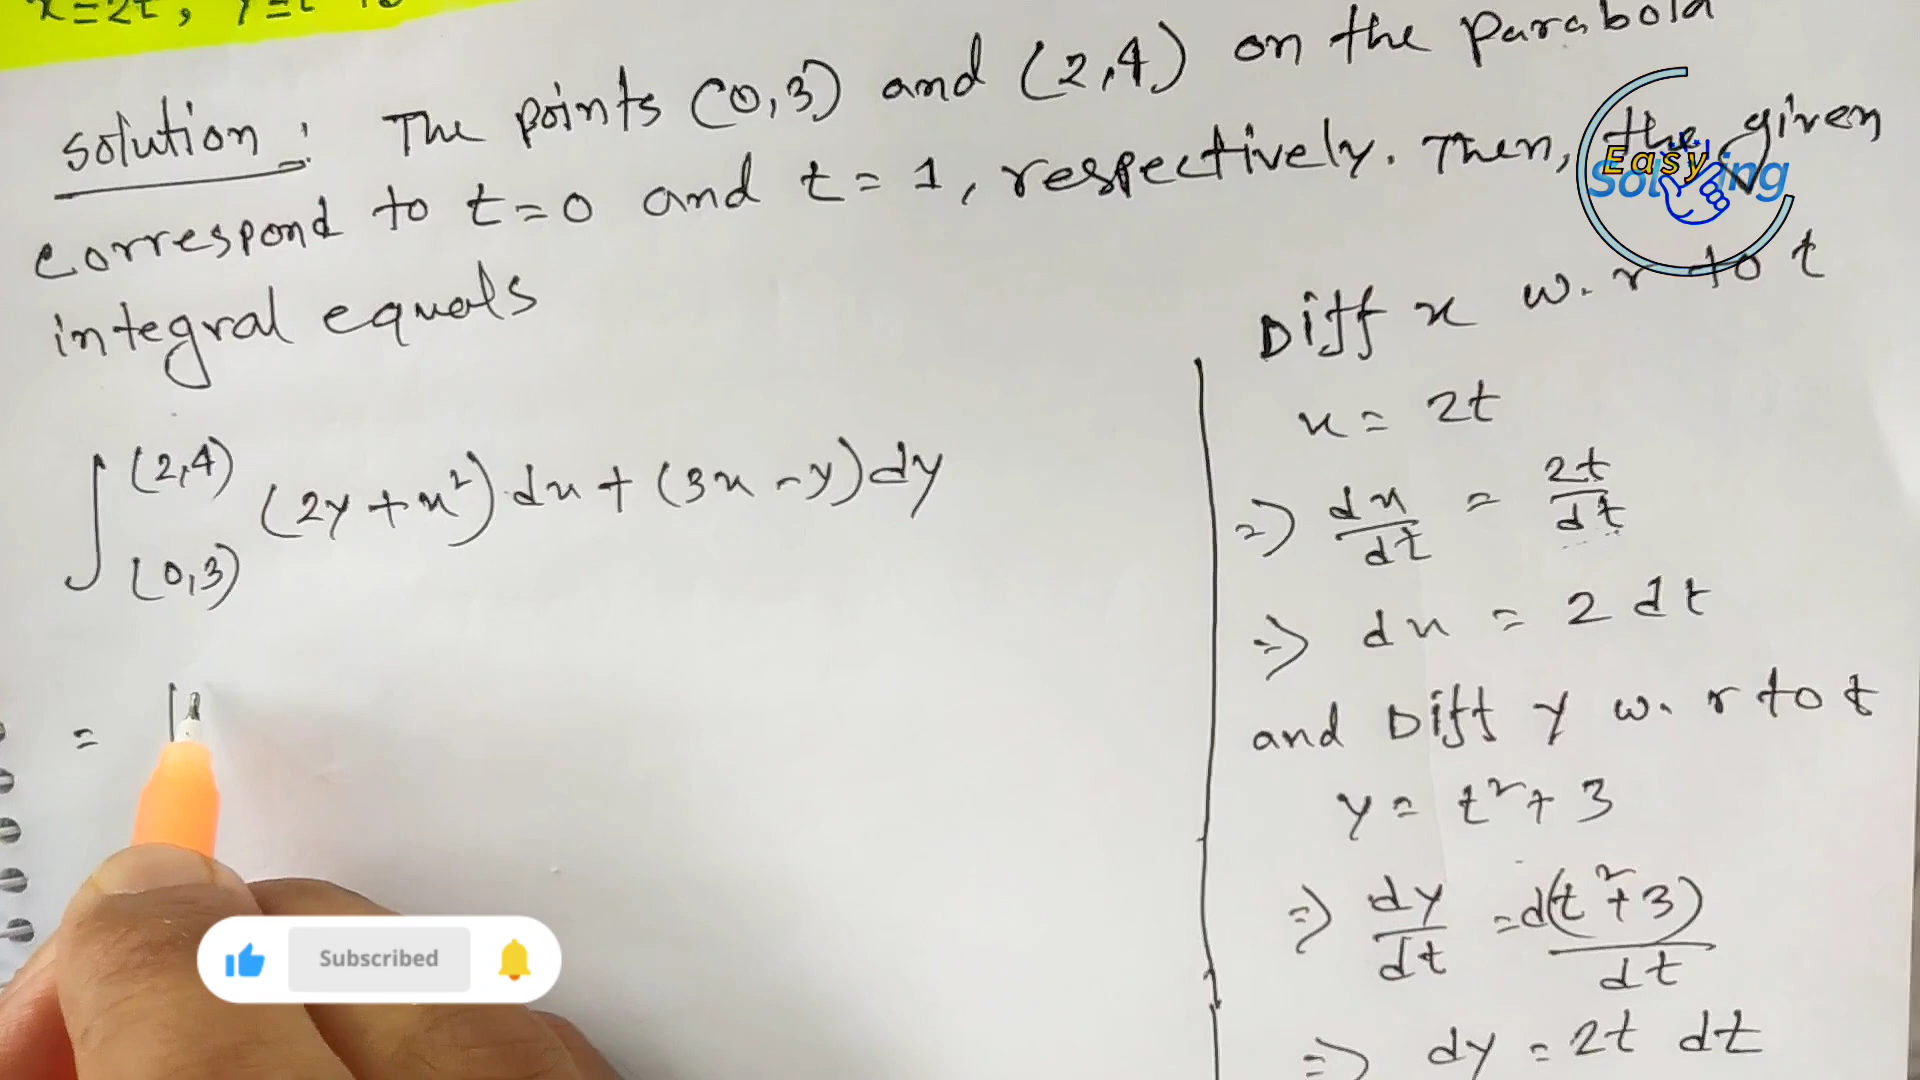 x=2t, y=t
solution: The points (0,3) and (2,4) on the parabola
correspond to t=0 and t=1, respectively. Then, the given
integral equals
∫(0,3)^(2,4) (2y+x²)dx+(3x-y)dy
=
Diff x w.r to t
x = 2t
=> dx/dt = 2t/dt
=> dx = 2 dt
and Diff y w.r to t
y = t²+3
=> dy/dt = d(t²+3)/dt
=> dy = 2t dt
Easy
Solving
Subscribed